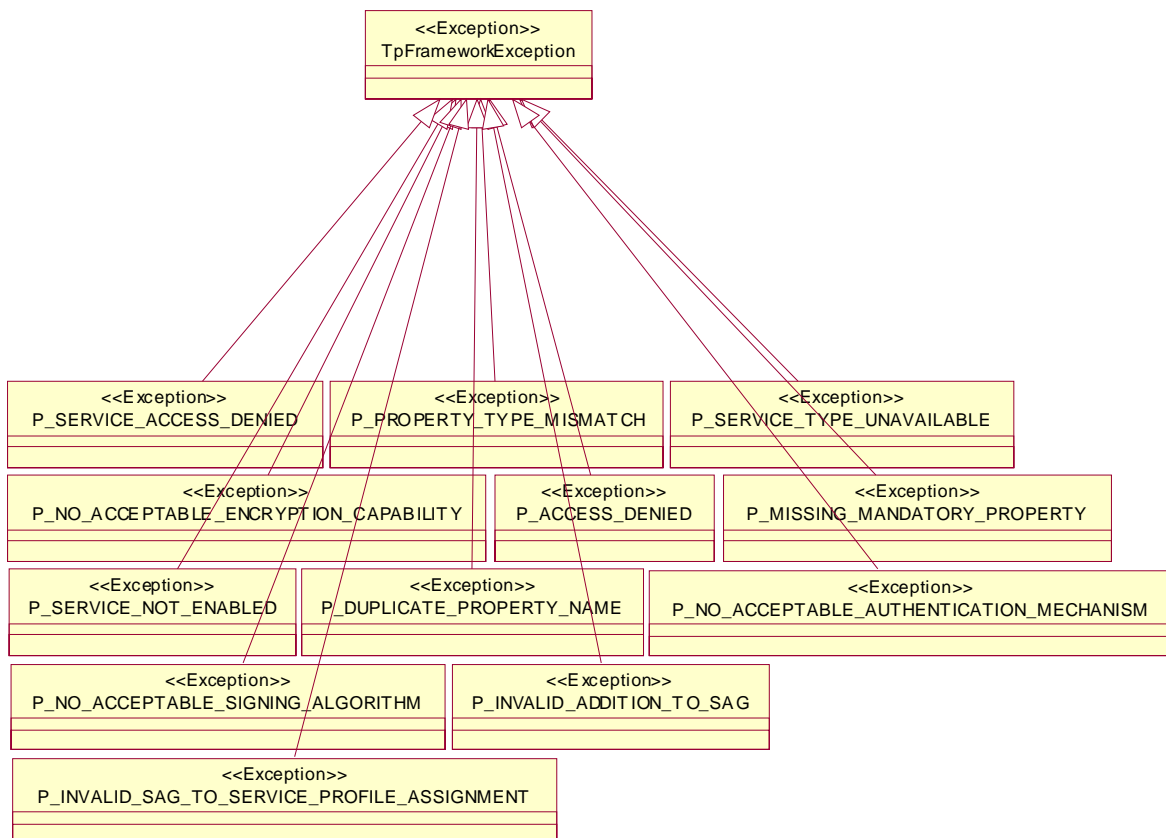 <<Exception>>
TpFrameworkException
<<Exception>>
P_SERVICE_ACCESS_DENIED
<<Exception>>
P_PROPERTY_TYPE_MISMATCH
<<Exception>>
P_SERVICE_TYPE_UNAVAILABLE
<<Exception>>
P_NO_ACCEPTABLE_ENCRYPTION_CAPABILITY
<<Exception>>
P_ACCESS_DENIED
<<Exception>>
P_MISSING_MANDATORY_PROPERTY
<<Exception>>
P_SERVICE_NOT_ENABLED
<<Exception>>
P_DUPLICATE_PROPERTY_NAME
<<Exception>>
P_NO_ACCEPTABLE_AUTHENTICATION_MECHANISM
<<Exception>>
P_NO_ACCEPTABLE_SIGNING_ALGORITHM
<<Exception>>
P_INVALID_ADDITION_TO_SAG
<<Exception>>
P_INVALID_SAG_TO_SERVICE_PROFILE_ASSIGNMENT